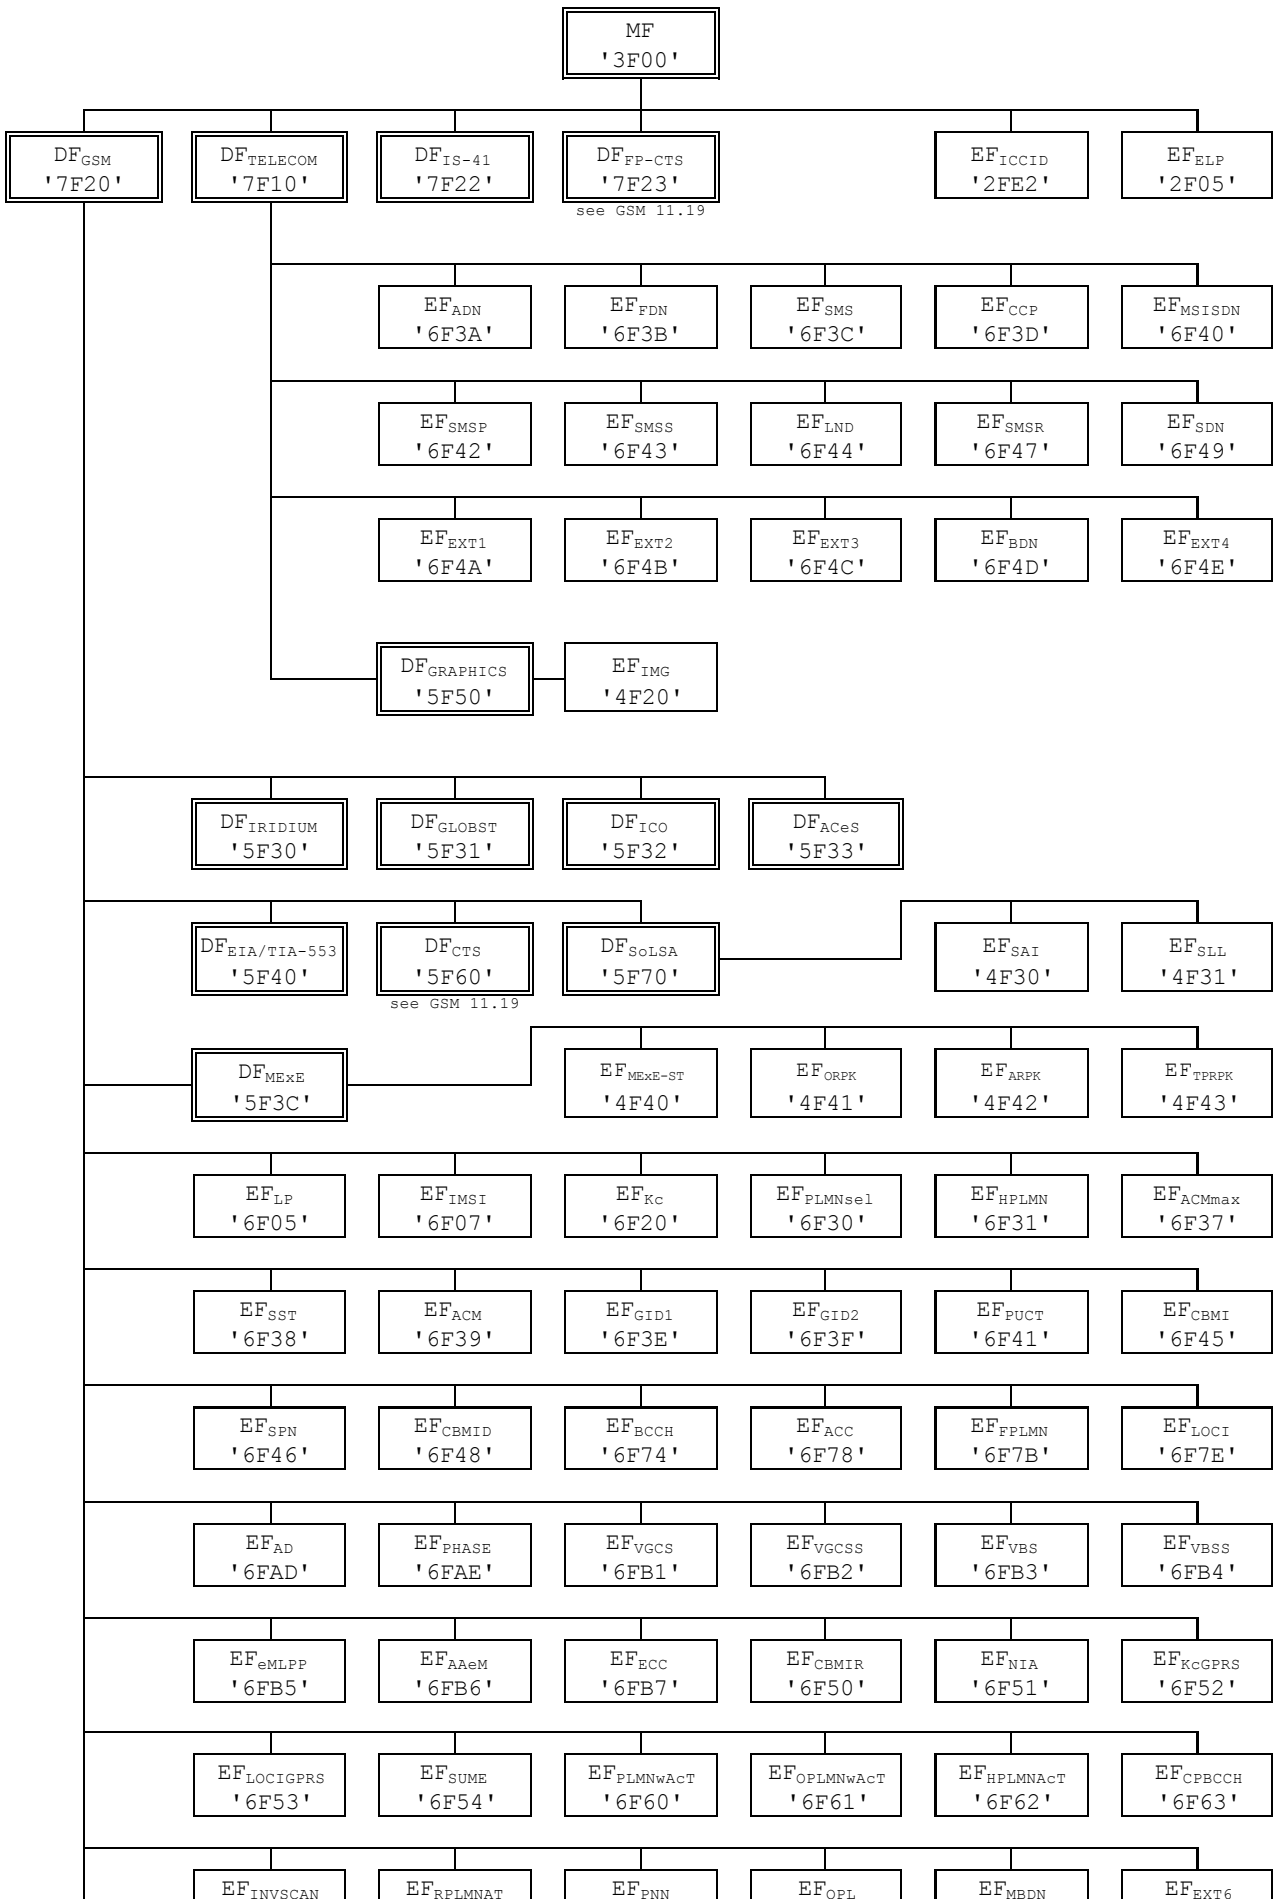 MF
'3F00'
DFGSM
'7F20'
DFTELECOM
'7F10'
DFIS-41
'7F22'
DFFP-CTS
'7F23'
see GSM 11.19
EFICCID
'2FE2'
EFELP
'2F05'
EFADN
'6F3A'
EFFDN
'6F3B'
EFSMS
'6F3C'
EFCCP
'6F3D'
EFMSISDN
'6F40'
EFSMSP
'6F42'
EFSMSS
'6F43'
EFLND
'6F44'
EFSMSR
'6F47'
EFSDN
'6F49'
EFEXT1
'6F4A'
EFEXT2
'6F4B'
EFEXT3
'6F4C'
EFBDN
'6F4D'
EFEXT4
'6F4E'
DFGRAPHICS
'5F50'
EFIMG
'4F20'
DFIRIDIUM
'5F30'
DFGLOBST
'5F31'
DFICO
'5F32'
DFACeS
'5F33'
DFEIA/TIA-553
'5F40'
DFCTS
'5F60'
see GSM 11.19
DFSoLSA
'5F70'
EFSAI
'4F30'
EFSLL
'4F31'
DFMExE
'5F3C'
EFMExE-ST
'4F40'
EFORPK
'4F41'
EFARPK
'4F42'
EFTPRPK
'4F43'
EFLP
'6F05'
EFIMSI
'6F07'
EFKc
'6F20'
EFPLMNsel
'6F30'
EFHPLMN
'6F31'
EFACMmax
'6F37'
EFSST
'6F38'
EFACM
'6F39'
EFGID1
'6F3E'
EFGID2
'6F3F'
EFPUCT
'6F41'
EFCBMI
'6F45'
EFSPN
'6F46'
EFCBMID
'6F48'
EFBCCH
'6F74'
EFACC
'6F78'
EFFPLMN
'6F7B'
EFLOCI
'6F7E'
EFAD
'6FAD'
EFPHASE
'6FAE'
EFVGCS
'6FB1'
EFVGCSS
'6FB2'
EFVBS
'6FB3'
EFVBSS
'6FB4'
EFeMLPP
'6FB5'
EFAAeM
'6FB6'
EFECC
'6FB7'
EFCBMIR
'6F50'
EFNIA
'6F51'
EFKcGPRS
'6F52'
EFLOCIGPRS
'6F53'
EFSUME
'6F54'
EFPLMNwAcT
'6F60'
EFOPLMNwAcT
'6F61'
EFHPLMNAcT
'6F62'
EFCPBCCH
'6F63'
EFINVSCAN
EFRPLMNAT
EFPNN
EFOPL
EFMBDN
EFEXT6